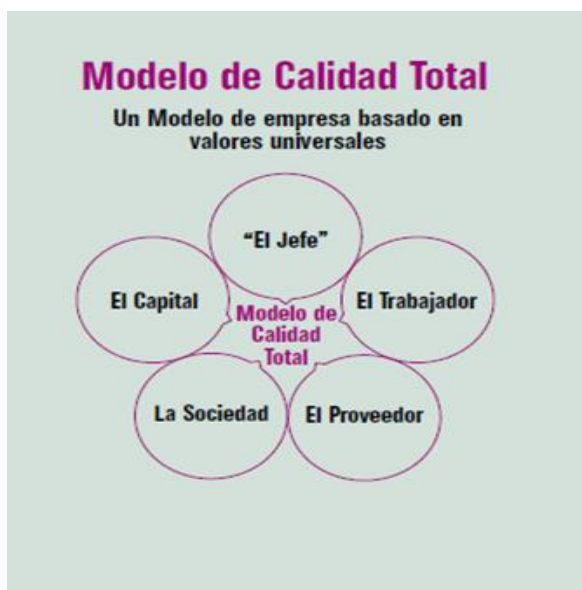 Modelo de Calidad Total
Un Modelo de empresa basado en
valores universales
“El Jefe”
El Capital
El Trabajador
Modelo de
Calidad
Total
La Sociedad
El Proveedor